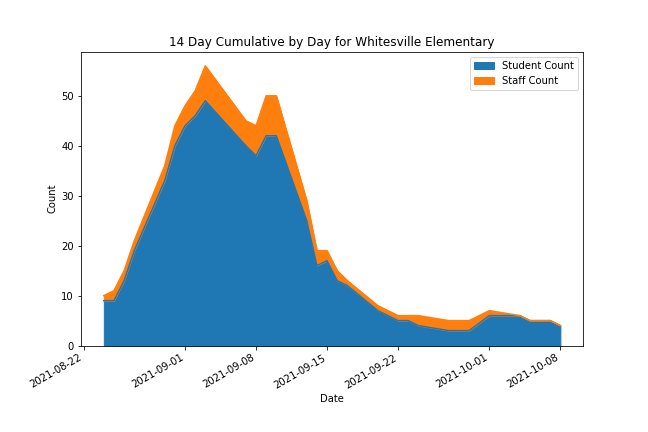 14 Day Cumulative by Day for Whitesville Elementary
Student Count
Staff Count
50
40
30
20
10
0
Count
2021-08-22
2021-09-01
2021-09-08
2021-09-15
2021-09-22
2021-10-01
2021-10-08
Date